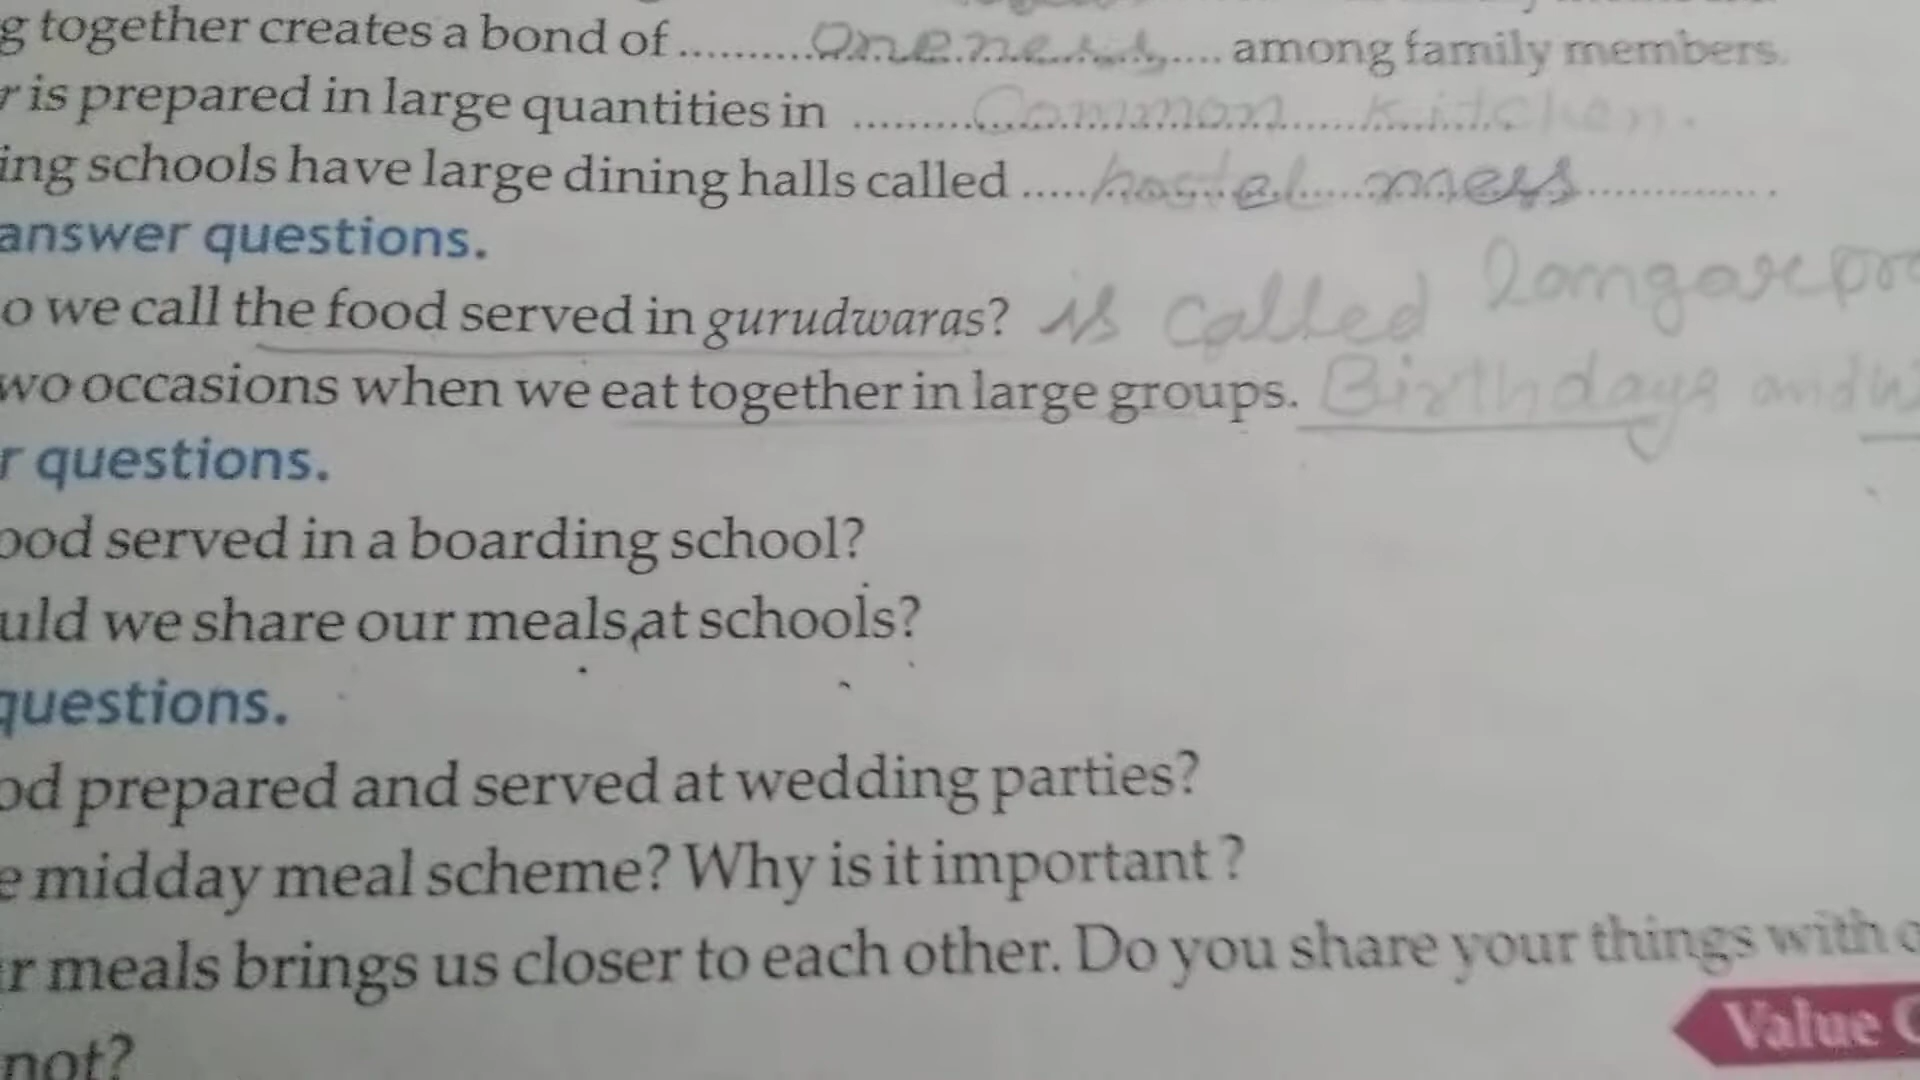 g together creates a bond of .......... Oneness .... among family members.
r is prepared in large quantities in .......... Common Kitchen.
ing schools have large dining halls called ..... hostel mess ..............
answer questions.
o we call the food served in gurudwaras? is called
wo occasions when we eat together in large groups. Birthdays and
r questions.
ood served in a boarding school?
uld we share our meals at schools?
questions.
od prepared and served at wedding parties?
e midday meal scheme? Why is it important?
r meals brings us closer to each other. Do you share your things with
not?
Value